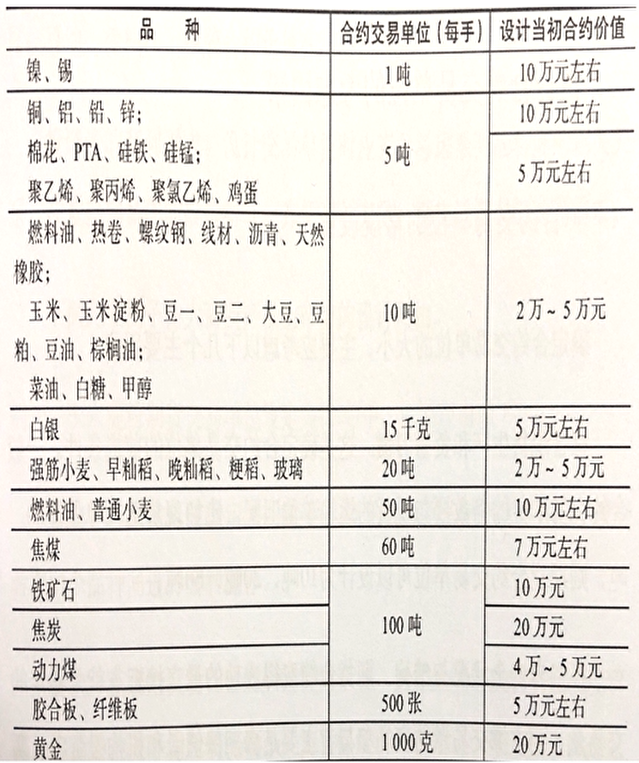 品 种 合约交易单位（每手） 设计当初合约价值
镍、锡 1吨 10万元左右
铜、铝、铅、锌； 10万元左右
棉花、PTA、硅铁、硅锰； 5吨
聚乙烯、聚丙烯、聚氯乙烯、鸡蛋 5万元左右
燃料油、热卷、螺纹钢、线材、沥青、天然
橡胶；
玉米、玉米淀粉、豆一、豆二、大豆、豆 10吨 2万~5万元
粕、豆油、棕榈油；
菜油、白糖、甲醇
白银 15千克 5万元左右
强筋小麦、早籼稻、晚籼稻、粳稻、玻璃 20吨 2万~5万元
燃料油、普通小麦 50吨 10万元左右
焦煤 60吨 7万元左右
铁矿石 10万元
焦炭 100吨 20万元
动力煤 4万~5万元
胶合板、纤维板 500张 5万元左右
黄金 1000克 20万元